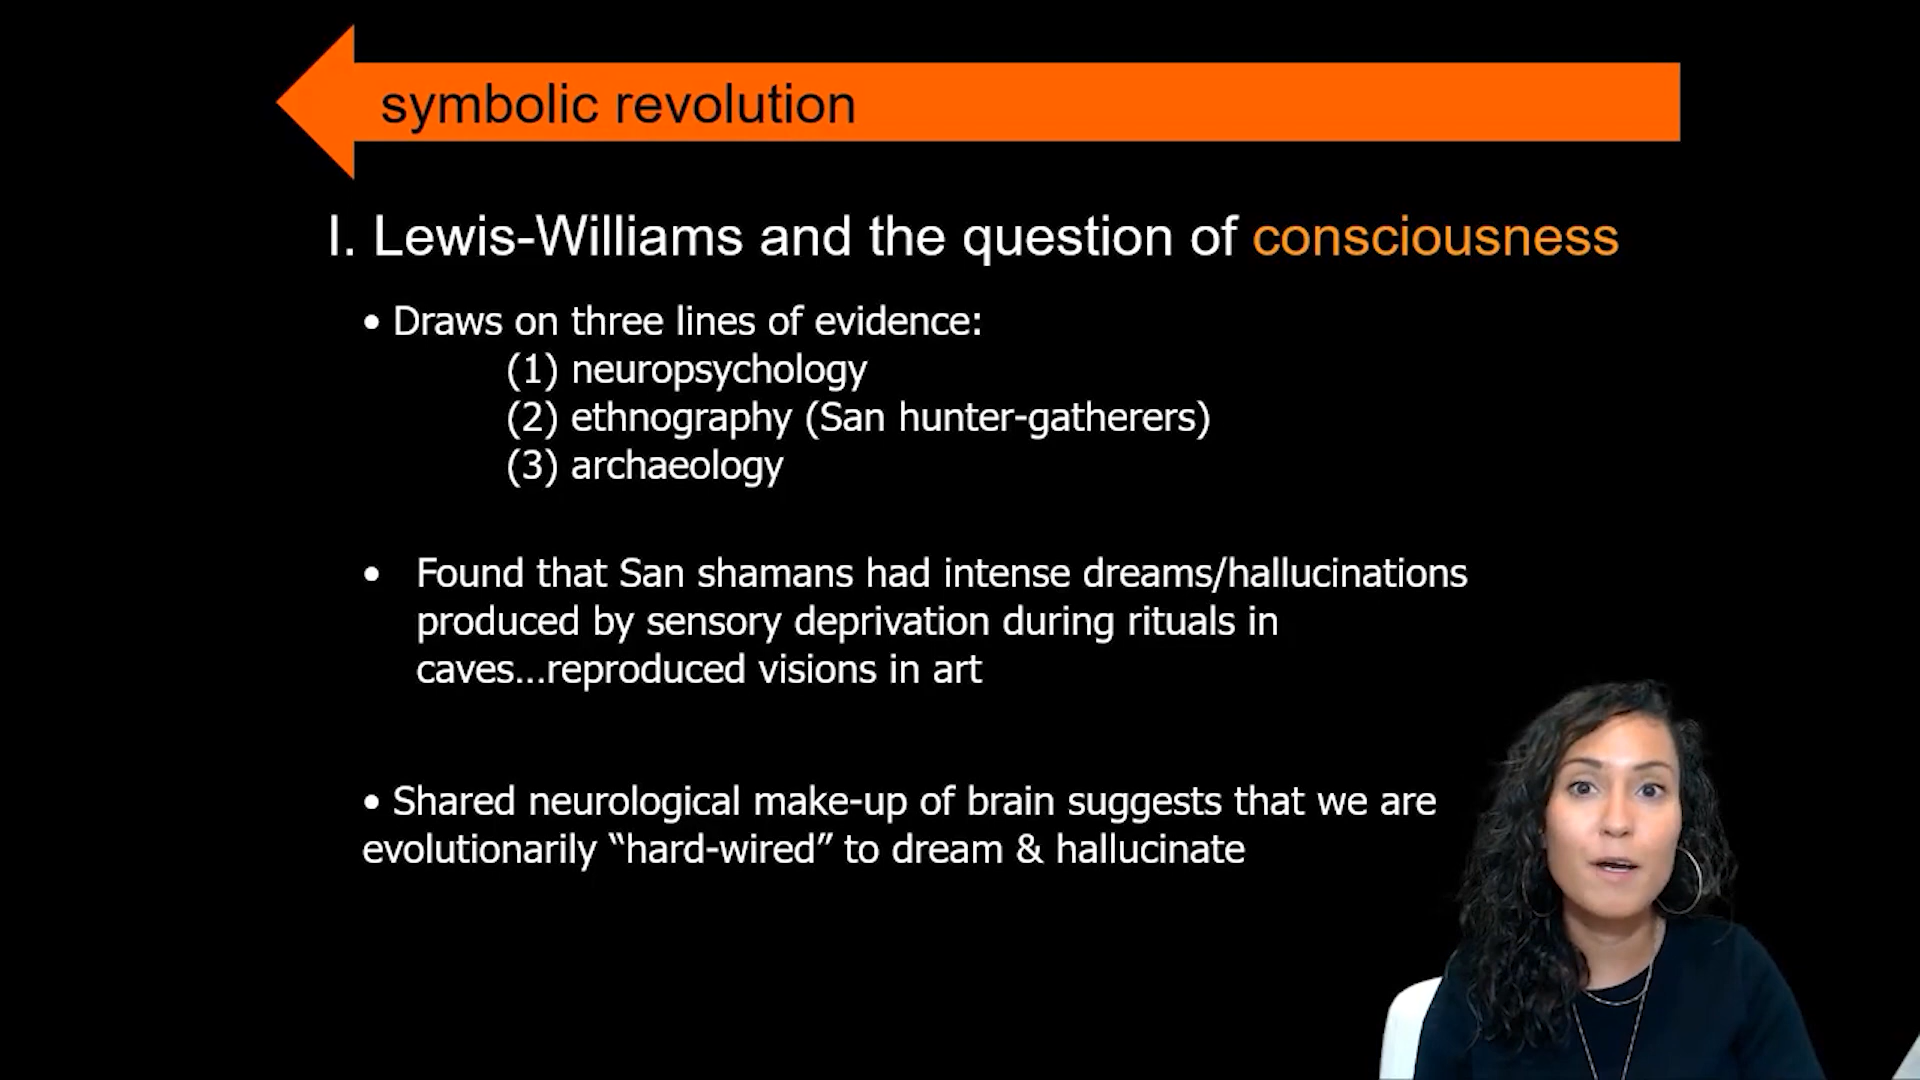 symbolic revolution
I. Lewis-Williams and the question of consciousness
• Draws on three lines of evidence:
(1) neuropsychology
(2) ethnography (San hunter-gatherers)
(3) archaeology
• Found that San shamans had intense dreams/hallucinations
produced by sensory deprivation during rituals in
caves...reproduced visions in art
• Shared neurological make-up of brain suggests that we are
evolutionarily “hard-wired” to dream & hallucinate